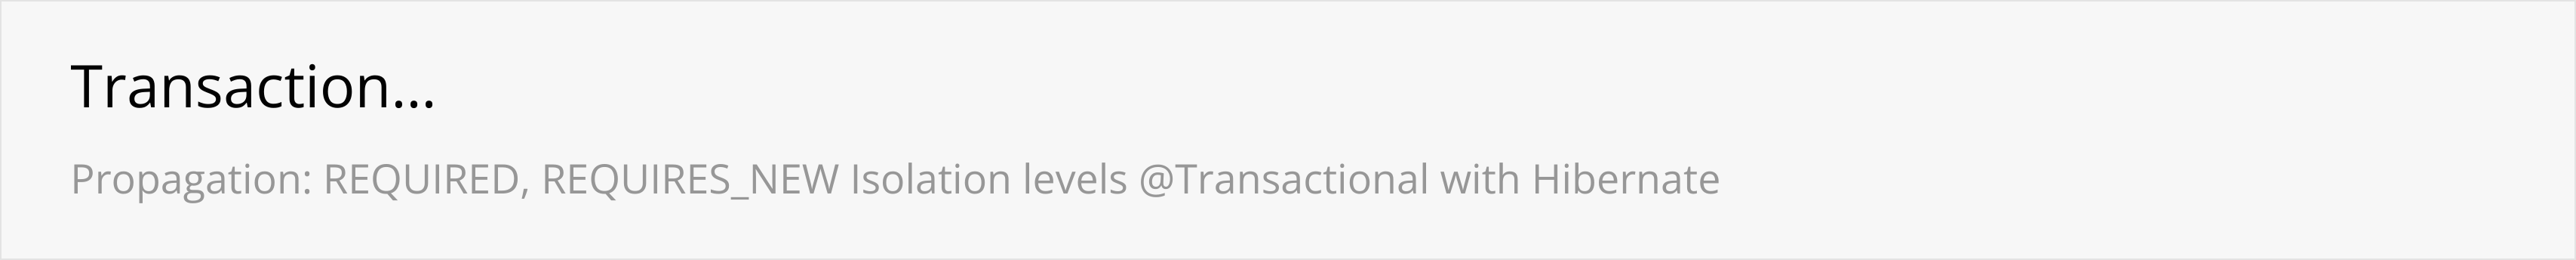 Transaction...
Propagation: REQUIRED, REQUIRES_NEW Isolation levels @Transactional with Hibernate